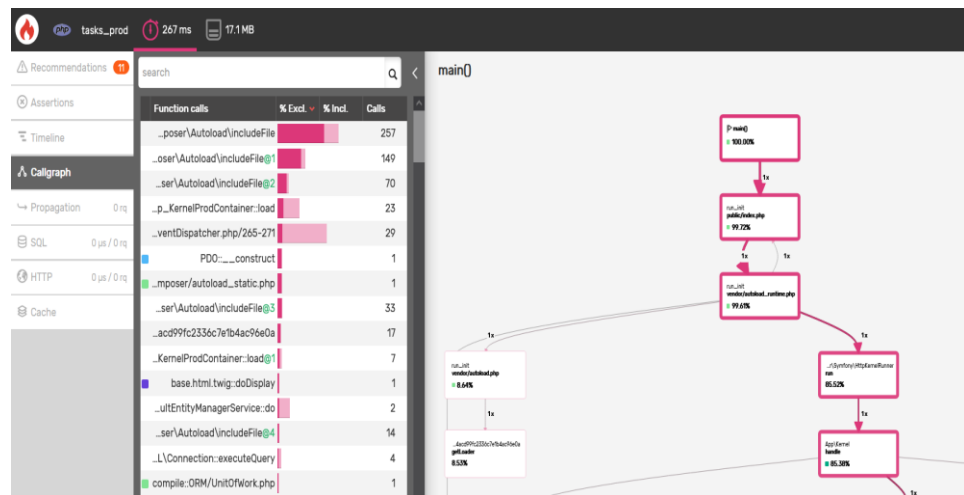 php tasks_prod 267 ms 17.1 MB
Recommendations 11
Assertions
Timeline
Callgraph
Propagation 0 rq
SQL 0 µs / 0 rq
HTTP 0 µs / 0 rq
Cache
search
Function calls % Excl. % Incl. Calls
…poser\Autoload\includeFile 257
…oser\Autoload\includeFile@1 149
…ser\Autoload\includeFile@2 70
…p_KernelProdContainer::load 23
…ventDispatcher.php/265-271 29
PDO::__construct 1
…mposer/autoload_static.php 1
…ser\Autoload\includeFile@3 33
…acd99fc2336c7e1b4ac96e0a 17
…KernelProdContainer::load@1 7
base.html.twig::doDisplay 1
…ultEntityManagerService::do 2
…ser\Autoload\includeFile@4 14
…L\Connection::executeQuery 4
compile::ORM/UnitOfWork.php 1
main()
main()
100.00%
1x
run_init
public/index.php
99.72%
1x 1x
run_init
vendor/autoload_runtime.php
99.61%
1x
1x
run_init
vendor/autoload.php
8.64%
…r\Symfony\HttpKernelRunner
run
85.52%
1x
1x
…4acd99fc2336c7e1b4ac96e0a
getLoader
8.53%
App\Kernel
handle
85.38%
1x